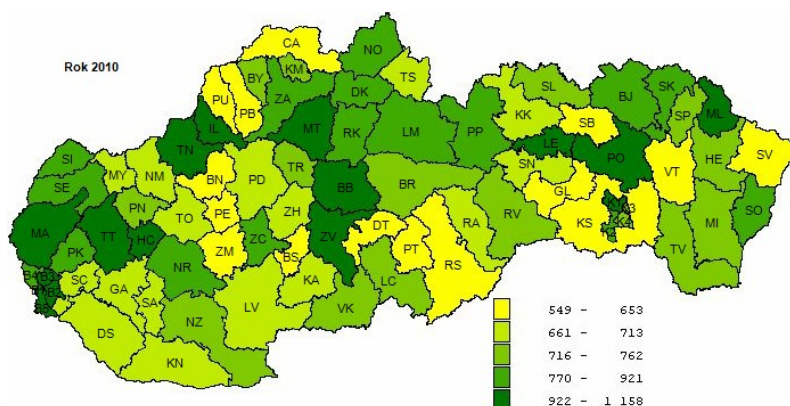 Rok 2010
CA
NO
KM
BY
TS
PU
ZA
DK
PB
SL
BJ
SK
SP
ML
IL
MT
RK
LM
PP
KK
SB
TN
LE
PO
HE
SV
SI
MY
NM
BN
PD
TR
BB
BR
SN
GL
VT
SE
PN
TO
PE
ZH
RV
KS
MI
SO
MA
TT
HC
ZM
ZC
BS
ZV
DT
PT
RA
TV
PK
NR
KA
RS
SC
GA
SA
LV
LC
VK
NZ
DS
KN
549 - 653
661 - 713
716 - 762
770 - 921
922 - 1 158